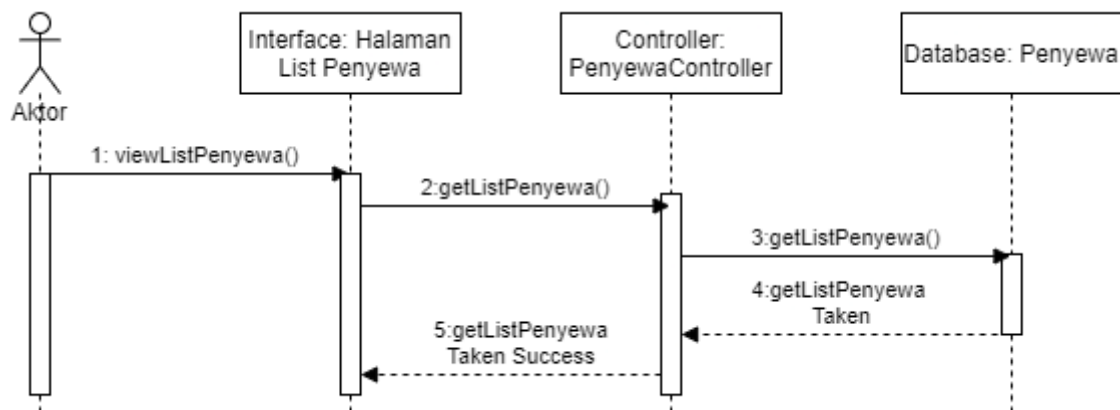 Interface: Halaman
List Penyewa
Controller:
PenyewaController
Database: Penyewa
Aktor
1: viewListPenyewa()
2:getListPenyewa()
3:getListPenyewa()
4:getListPenyewa
Taken
5:getListPenyewa
Taken Success